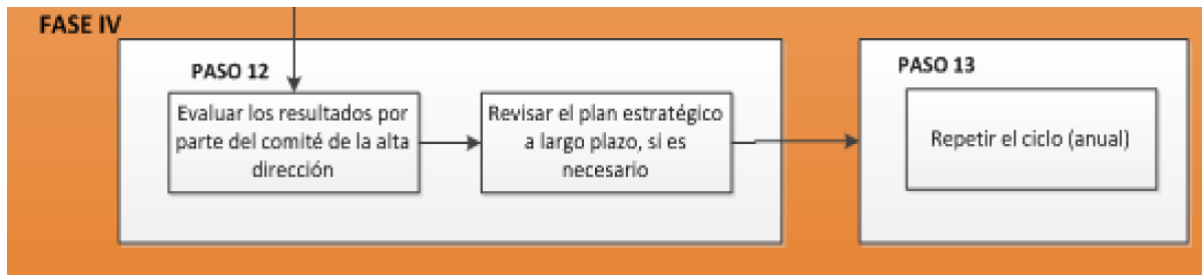 FASE IV
PASO 12
Evaluar los resultados por
parte del comité de la alta
dirección
Revisar el plan estratégico
a largo plazo, si es
necesario
PASO 13
Repetir el ciclo (anual)